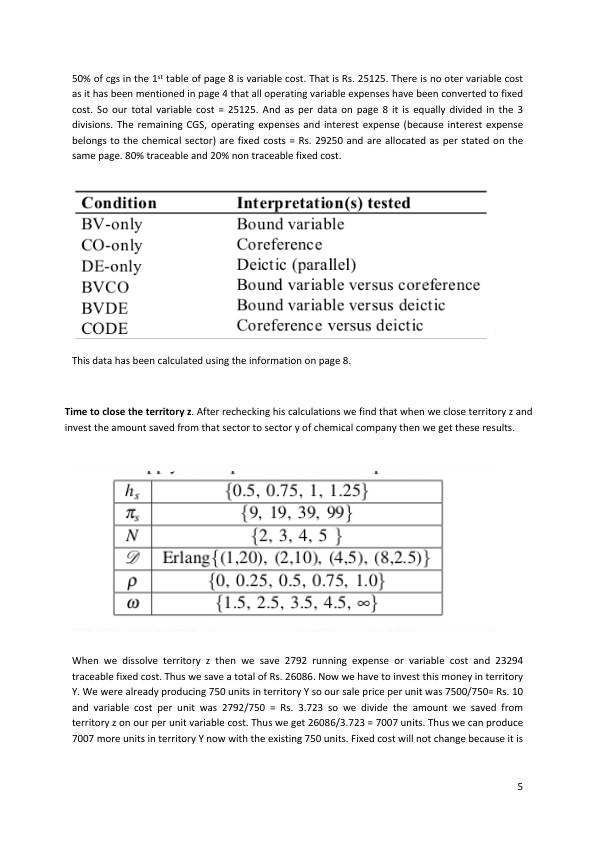 50% of cgs in the 1st table of page 8 is variable cost. That is Rs. 25125. There is no oter variable cost
as it has been mentioned in page 4 that all operating variable expenses have been converted to fixed
cost. So our total variable cost = 25125. And as per data on page 8 it is equally divided in the 3
divisions. The remaining CGS, operating expenses and interest expense (because interest expense
belongs to the chemical sector) are fixed costs = Rs. 29250 and are allocated as per stated on the
same page. 80% traceable and 20% non traceable fixed cost.
Condition Interpretation(s) tested
BV-only Bound variable
CO-only Coreference
DE-only Deictic (parallel)
BVCO Bound variable versus coreference
BVDE Bound variable versus deictic
CODE Coreference versus deictic
This data has been calculated using the information on page 8.
Time to close the territory z. After rechecking his calculations we find that when we close territory z and
invest the amount saved from that sector to sector y of chemical company then we get these results.
hs {0.5, 0.75, 1, 1.25}
πs {9, 19, 39, 99}
N {2, 3, 4, 5 }
𝒟 Erlang{(1,20), (2,10), (4,5), (8,2.5)}
ρ {0, 0.25, 0.5, 0.75, 1.0}
ω {1.5, 2.5, 3.5, 4.5, ∞}
When we dissolve territory z then we save 2792 running expense or variable cost and 23294
traceable fixed cost. Thus we save a total of Rs. 26086. Now we have to invest this money in territory
Y. We were already producing 750 units in territory Y so our sale price per unit was 7500/750= Rs. 10
and variable cost per unit was 2792/750 = Rs. 3.723 so we divide the amount we saved from
territory z on our per unit variable cost. Thus we get 26086/3.723 = 7007 units. Thus we can produce
7007 more units in territory Y now with the existing 750 units. Fixed cost will not change because it is
5